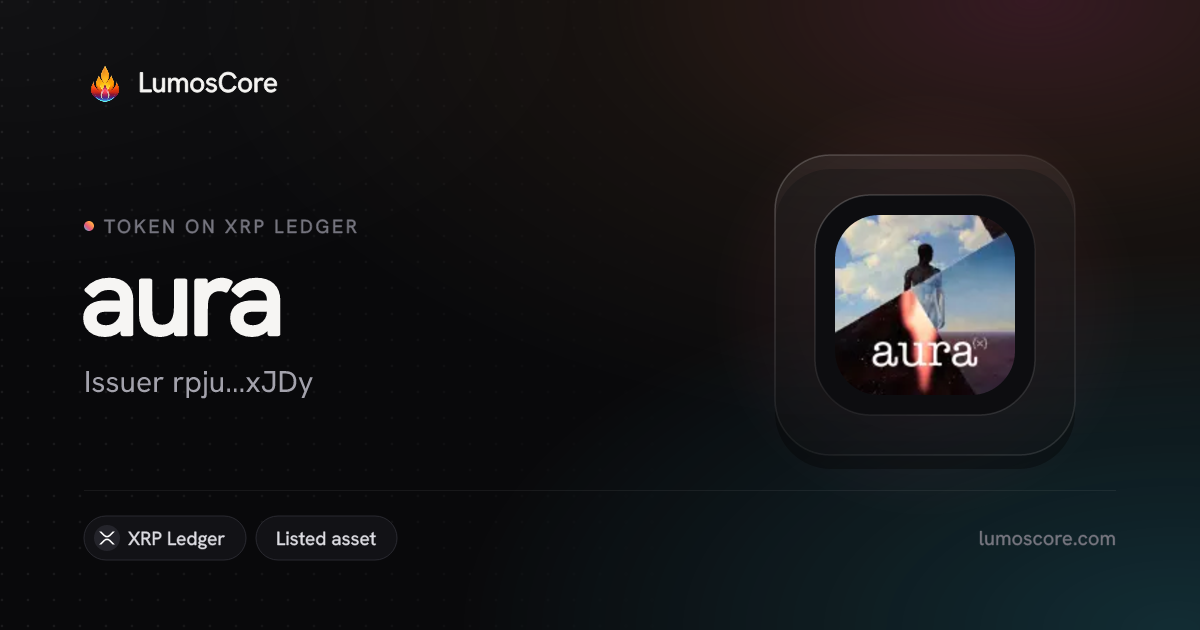 LumosCore
TOKEN ON XRP LEDGER
aura
Issuer rpju...xJDy
aura(x)
XRP Ledger
Listed asset
lumoscore.com